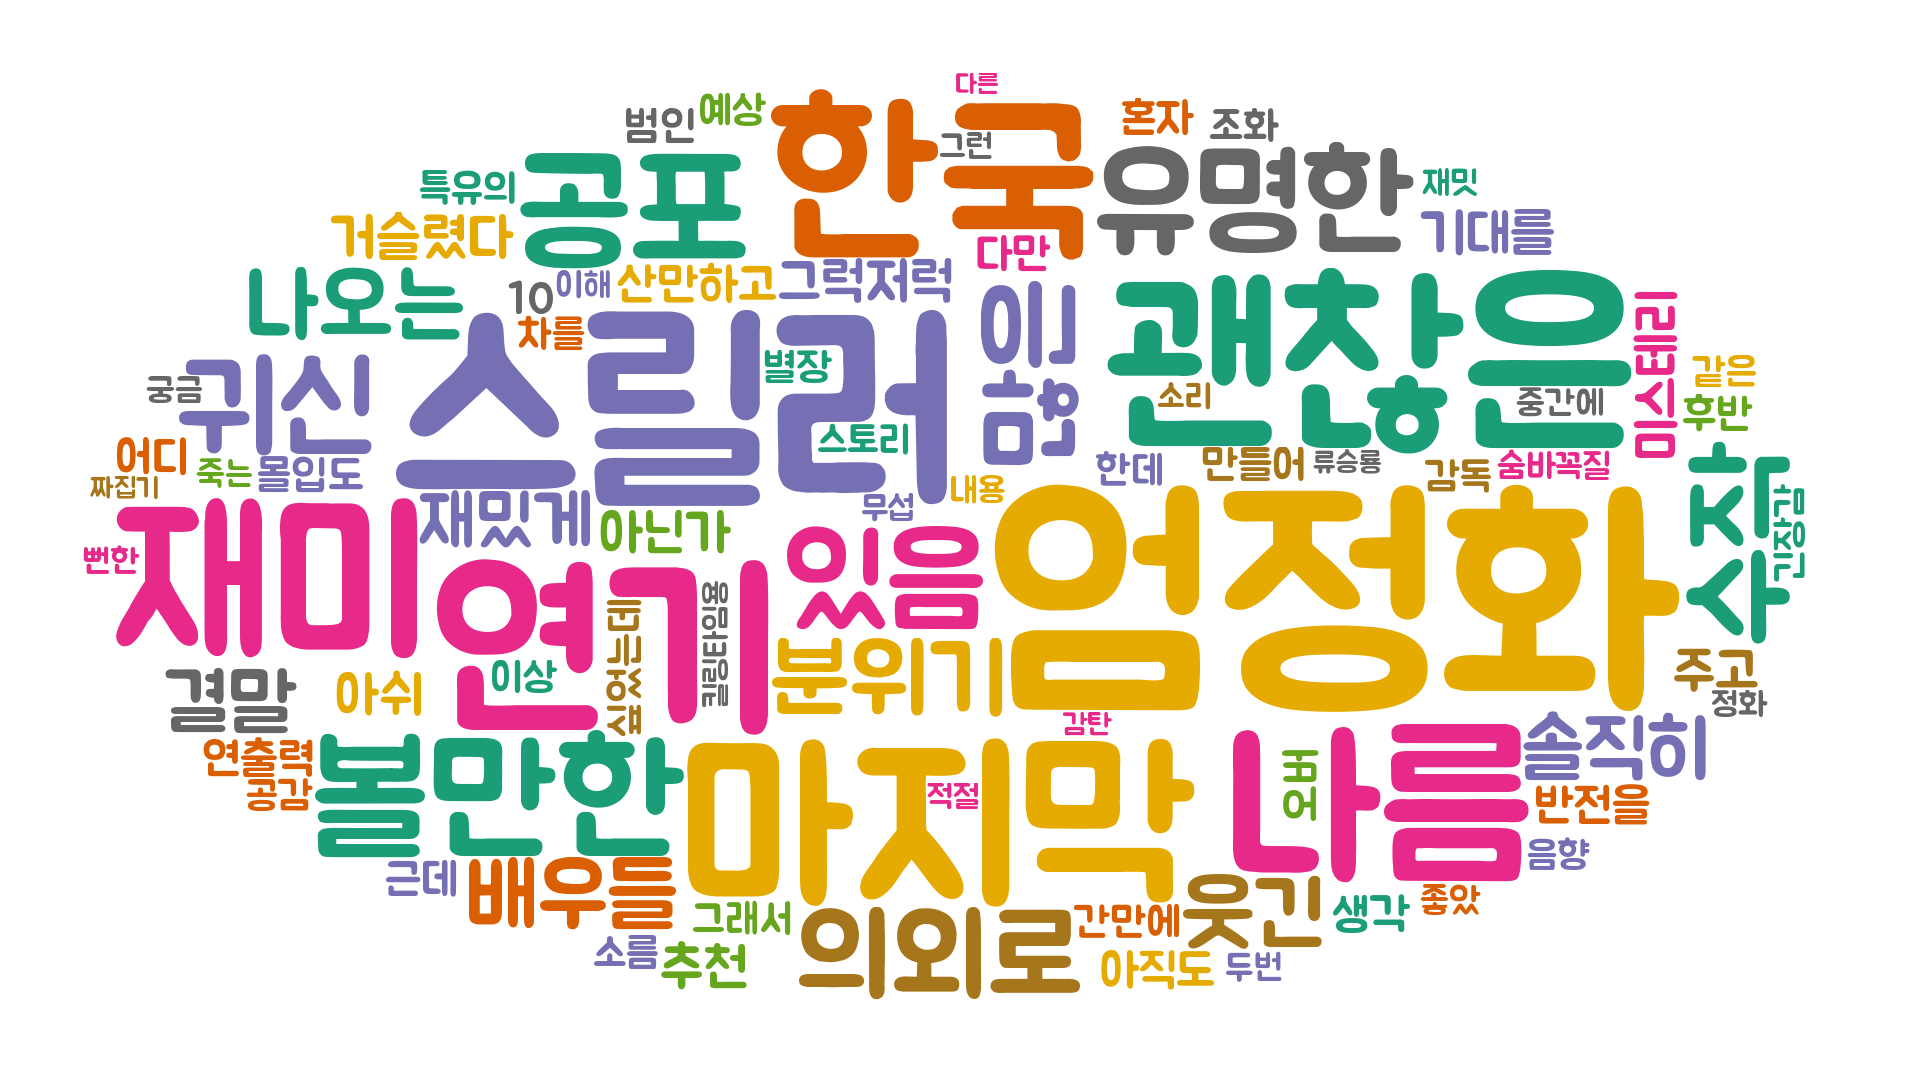 다른
범인
예상
한국
그런
혼자
조화
공포
유명한
특유의
재밋
거슬렸다
다만
기대를
나오는
10
이해
산만하고
그럭저럭
차를
스릴러
별장
스토리
괜찮은
소리
중간에
미스테리
같은
후반
궁금
귀신
어디
죽는
몰입도
짜집기
재밌게
아닌가
무섭
내용
한데
만들어
류승룡
감독
숨바꼭질
수작
긴장감
뻔한
재미
연기
있음
엄정화
싶었는데
킬링타임용
분위기
이상
결말
아쉬
주고
정화
감탄
연출력
공감
볼만한
마지막
적절
나름
솔직히
반전을
음향
근데
배우들
그래서
소름
추천
의외로
간만에
웃긴
생각
좋았
아직도
두번